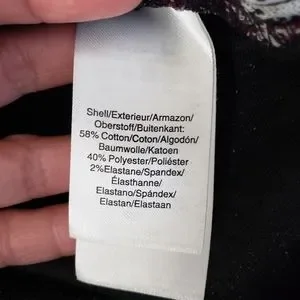 Shell/Exterieur/Armazon/
Oberstoff/Buitenkant:
58% Cotton/Coton/Algodón/
Baumwolle/Katoen
40% Polyester/Poliéster
2%Elastane/Spandex/
Élasthanne/
Elastano/Spándex/
Elastan/Elastaan